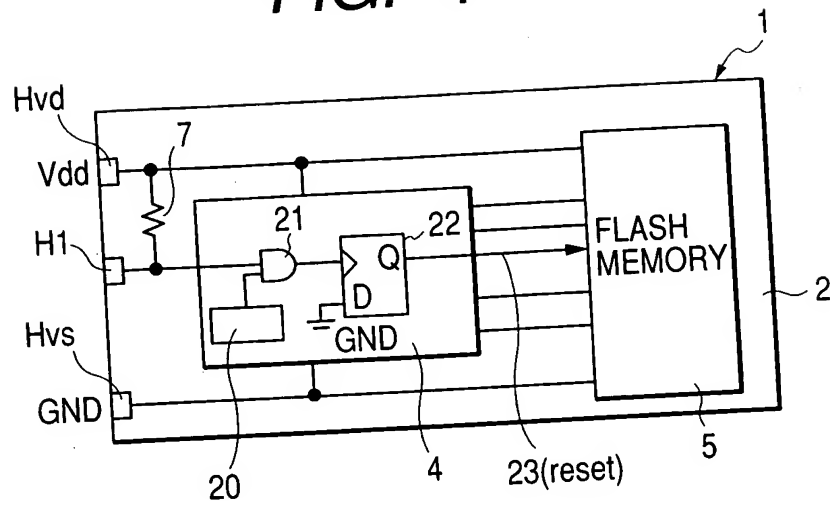 1
Hvd
7
Vdd
21
22
H1
Q
FLASH
MEMORY
D
2
Hvs
GND
GND
20
4
23(reset)
5